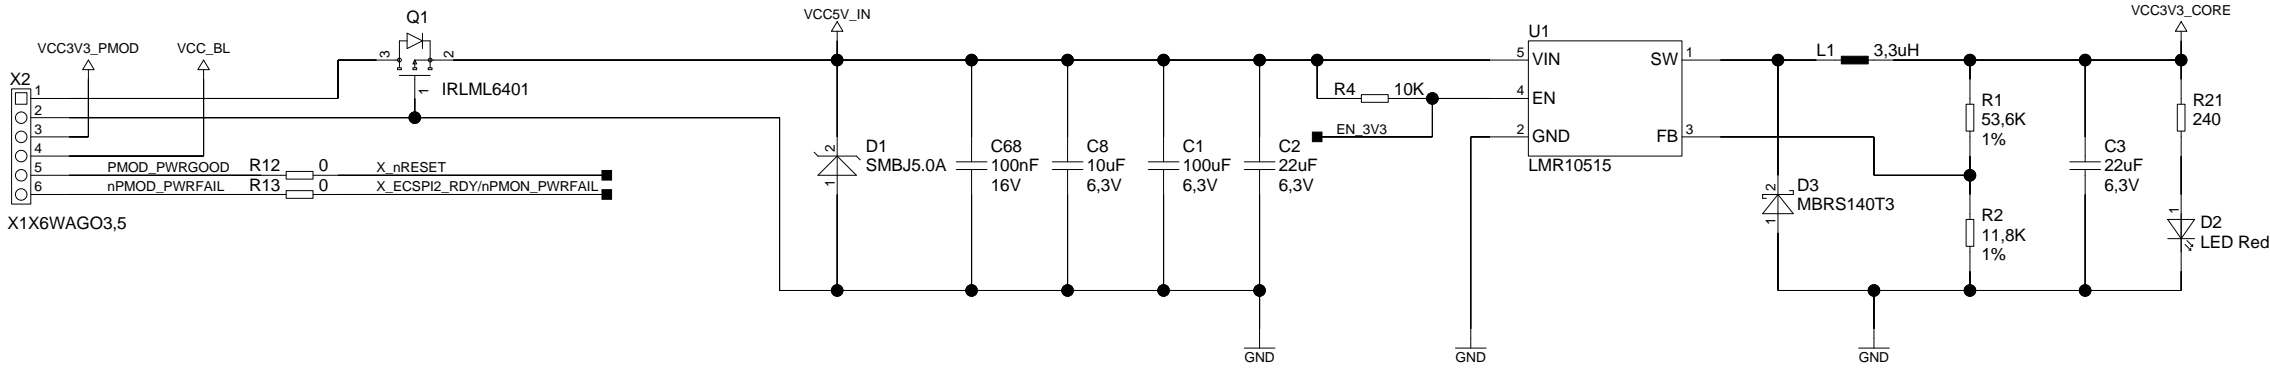 Q1
VCC5V_IN
VCC3V3_CORE
VCC3V3_PMOD
VCC_BL
X2
1
2
3
4
5
6
X1X6WAGO3,5
3
2
1
IRLML6401
PMOD_PWRGOOD
R12
0
X_nRESET
nPMOD_PWRFAIL
R13
0
X_ECSPI2_RDY/nPMON_PWRFAIL
2
1
D1
SMBJ5.0A
C68
100nF
16V
C8
10uF
6,3V
C1
100uF
6,3V
C2
22uF
6,3V
R4
10K
EN_3V3
U1
5
VIN
4
EN
2
GND
SW
1
FB
3
LMR10515
L1
3,3uH
2
1
D3
MBRS140T3
R1
53,6K
1%
R2
11,8K
1%
C3
22uF
6,3V
R21
240
1
D2
LED Red
GND
GND
GND